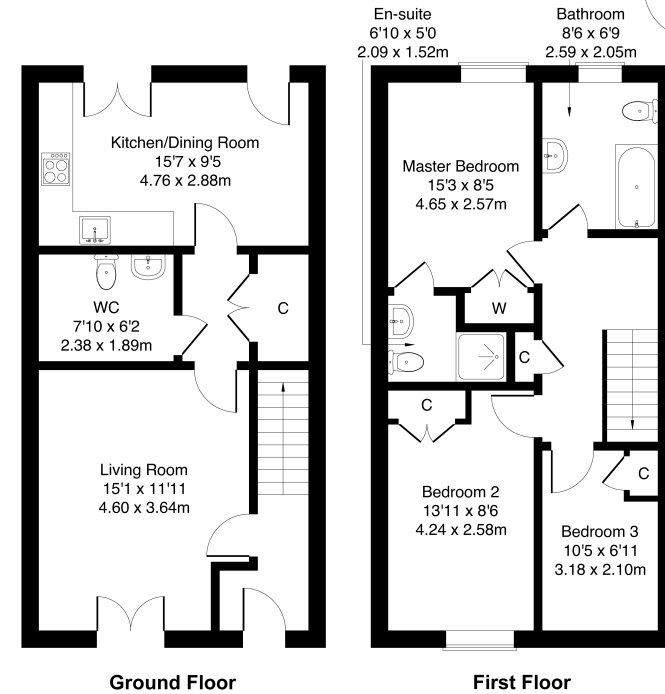 Kitchen/Dining Room
15'7 x 9'5
4.76 x 2.88m
WC
7'10 x 6'2
2.38 x 1.89m
C
Living Room
15'1 x 11'11
4.60 x 3.64m
Ground Floor
En-suite
6'10 x 5'0
2.09 x 1.52m
Bathroom
8'6 x 6'9
2.59 x 2.05m
Master Bedroom
15'3 x 8'5
4.65 x 2.57m
W
C
C
C
Bedroom 2
13'11 x 8'6
4.24 x 2.58m
Bedroom 3
10'5 x 6'11
3.18 x 2.10m
First Floor